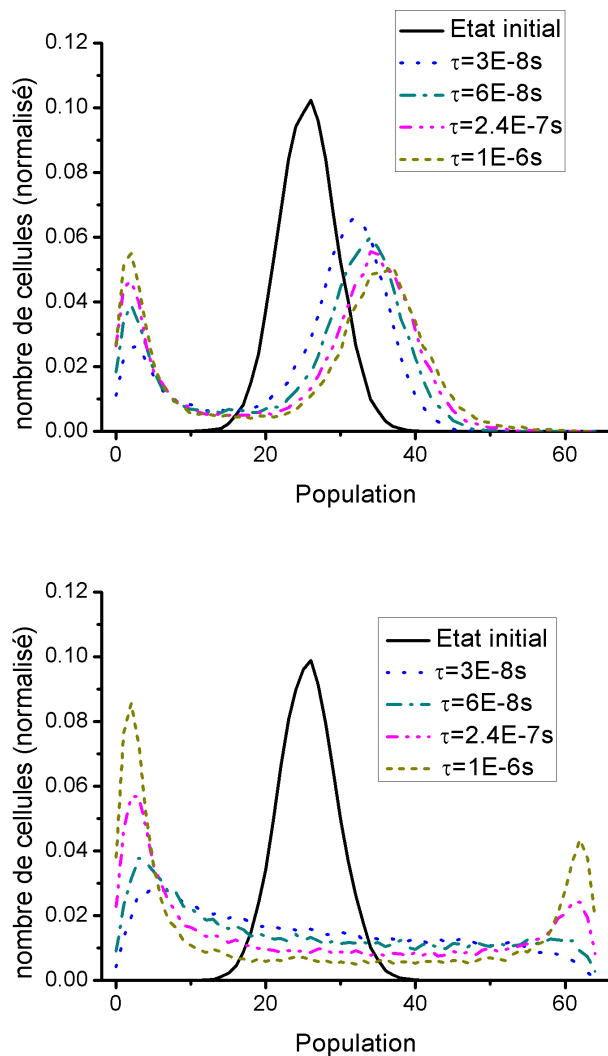 Etat initial
τ=3E-8s
τ=6E-8s
τ=2.4E-7s
τ=1E-6s
0.12
0.10
0.08
0.06
0.04
0.02
0.00
nombre de cellules (normalisé)
0 20 40 60
Population
Etat initial
τ=3E-8s
τ=6E-8s
τ=2.4E-7s
τ=1E-6s
0.12
0.10
0.08
0.06
0.04
0.02
0.00
nombre de cellules (normalisé)
0 20 40 60
Population